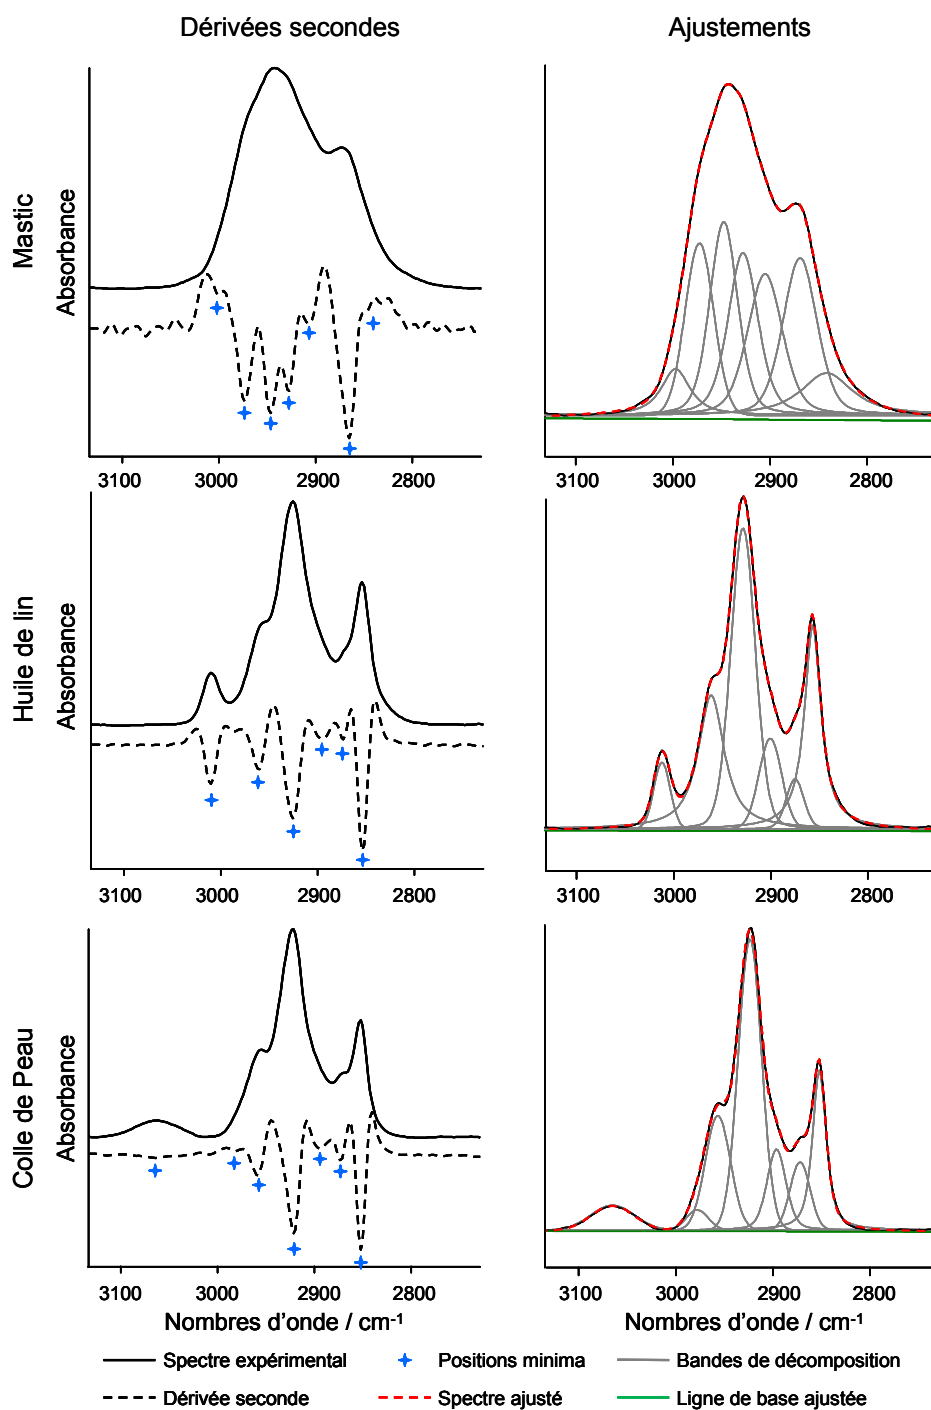 Dérivées secondes
Ajustements
Mastic
Absorbance
3100 3000 2900 2800
3100 3000 2900 2800
Huile de lin
Absorbance
3100 3000 2900 2800
3100 3000 2900 2800
Colle de Peau
Absorbance
3100 3000 2900 2800
3100 3000 2900 2800
Nombres d'onde / cm⁻¹
Nombres d'onde / cm⁻¹
Spectre expérimental
Positions minima
Bandes de décomposition
Dérivée seconde
Spectre ajusté
Ligne de base ajustée